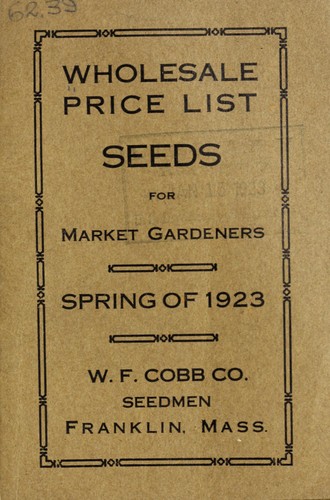 62.39
WHOLESALE
PRICE LIST
SEEDS
FOR
MARKET GARDENERS
SPRING OF 1923
W. F. COBB CO.
SEEDMEN
FRANKLIN, MASS.